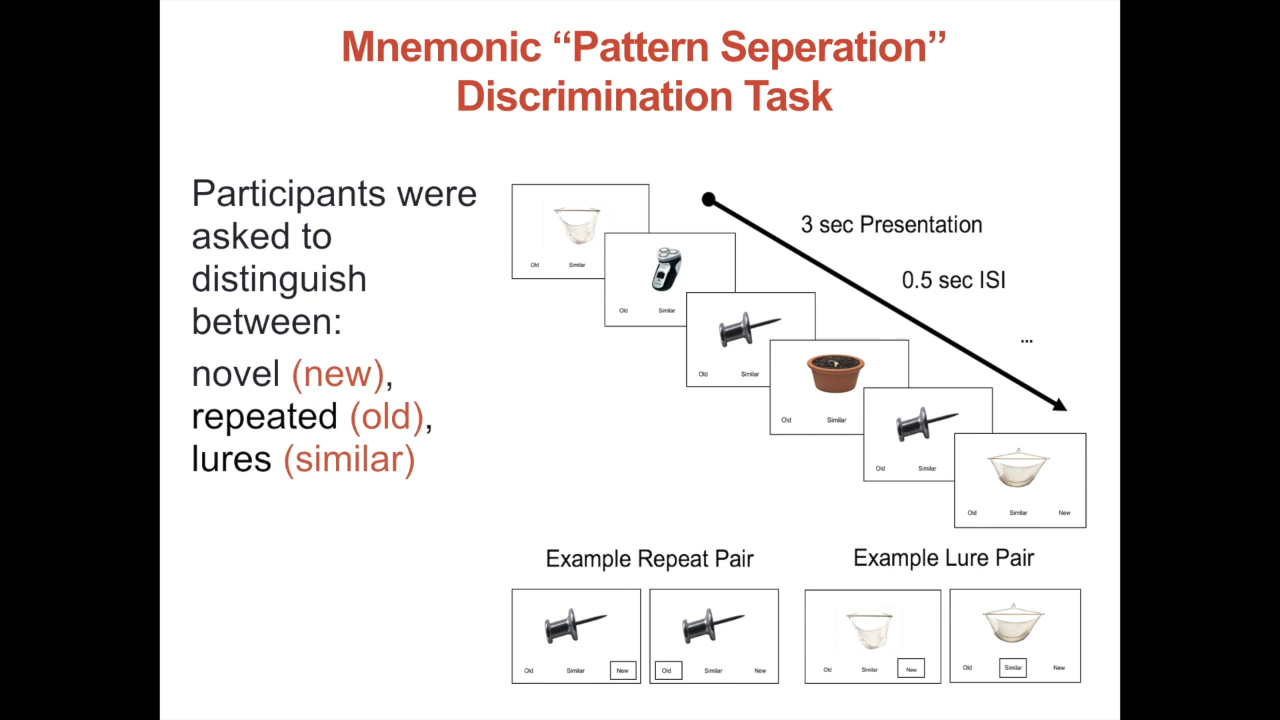 Mnemonic “Pattern Seperation”
Discrimination Task
Participants were
asked to
distinguish
between:
novel (new),
repeated (old),
lures (similar)
3 sec Presentation
0.5 sec ISI
...
Old Similar
Old Similar
Old Similar
Old Similar
Old Similar
Old Similar New
Example Repeat Pair
Example Lure Pair
Old Similar New
Old Similar New
Old Similar New
Old Similar New